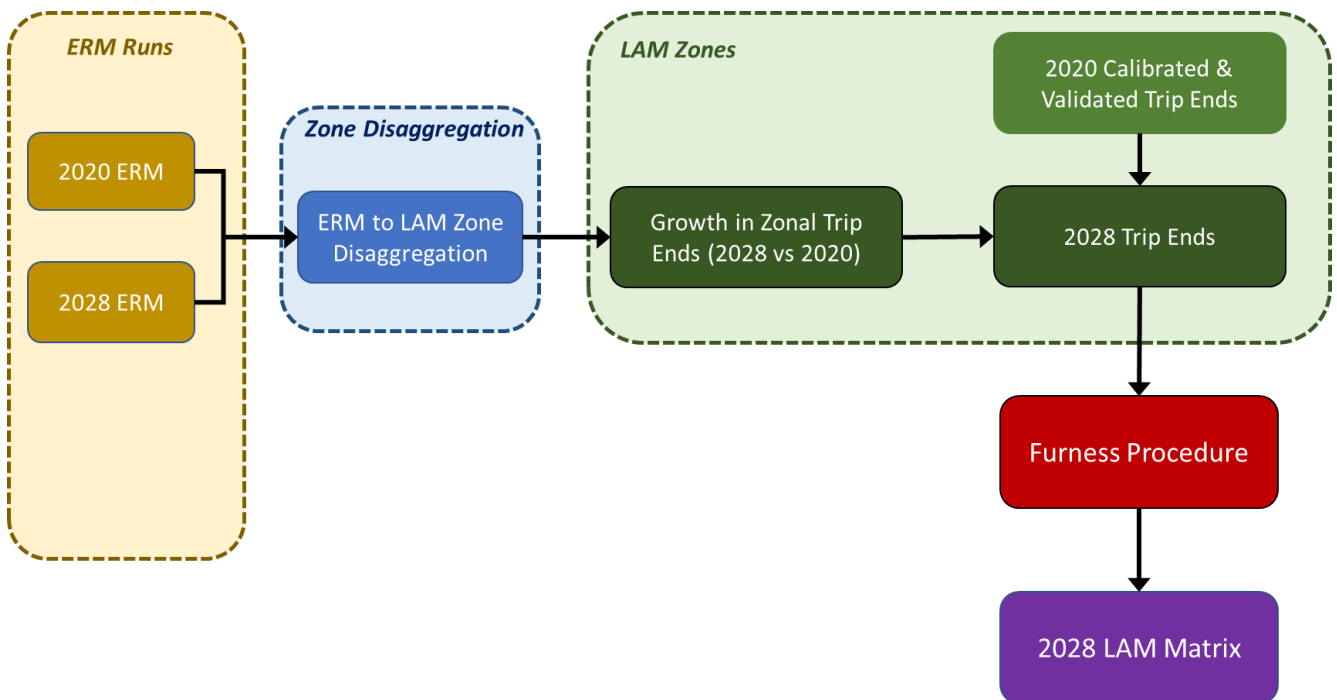 ERM Runs
2020 ERM
2028 ERM
Zone Disaggregation
ERM to LAM Zone
Disaggregation
LAM Zones
2020 Calibrated &
Validated Trip Ends
Growth in Zonal Trip
Ends (2028 vs 2020)
2028 Trip Ends
Furness Procedure
2028 LAM Matrix